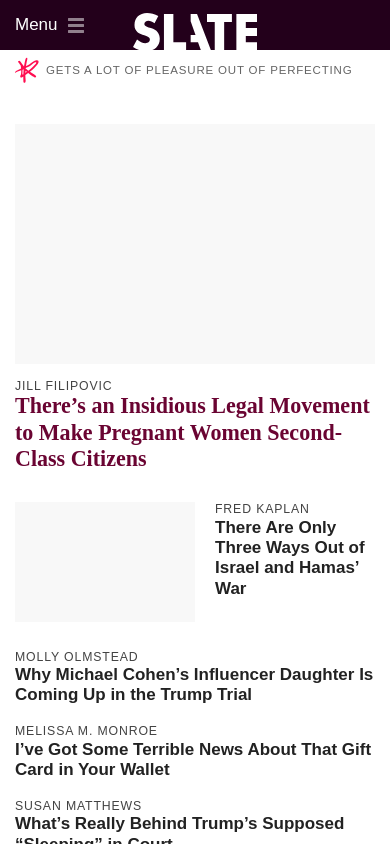 Menu
SLATE
GETS A LOT OF PLEASURE OUT OF PERFECTING
JILL FILIPOVIC
There’s an Insidious Legal Movement
to Make Pregnant Women Second-
Class Citizens
FRED KAPLAN
There Are Only
Three Ways Out of
Israel and Hamas’
War
MOLLY OLMSTEAD
Why Michael Cohen’s Influencer Daughter Is
Coming Up in the Trump Trial
MELISSA M. MONROE
I’ve Got Some Terrible News About That Gift
Card in Your Wallet
SUSAN MATTHEWS
What’s Really Behind Trump’s Supposed
“Sleeping” in Court